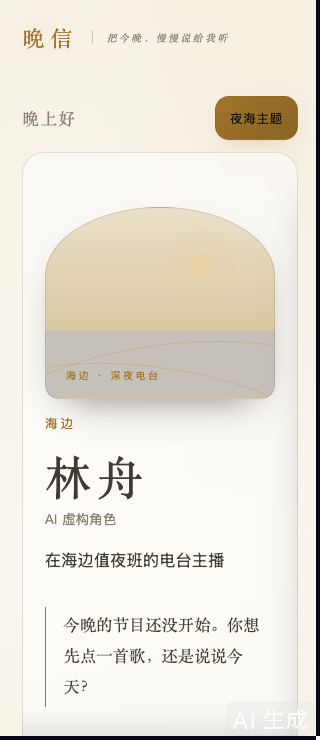 晚信
把今晚，慢慢说给我听
晚上好
夜海主题
海边 · 深夜电台
海边
林舟
AI 虚构角色
在海边值夜班的电台主播
今晚的节目还没开始。你想
先点一首歌，还是说说今
天？
AI 生成